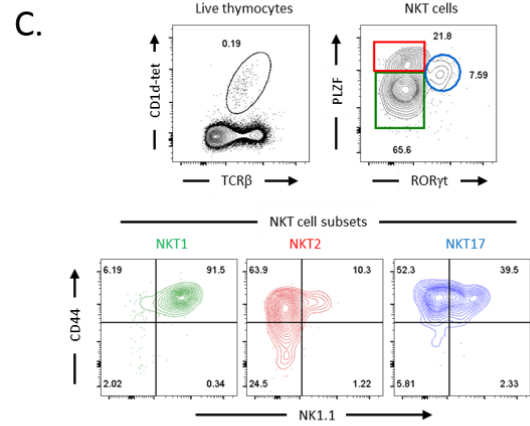 C.
Live thymocytes
NKT cells
0.19
21.8
7.59
65.6
CD1d-tet
PLZF
TCRβ
RORγt
NKT cell subsets
NKT1
NKT2
NKT17
6.19
91.5
63.9
10.3
52.3
39.5
CD44
2.02
0.34
24.5
1.22
5.81
2.33
NK1.1